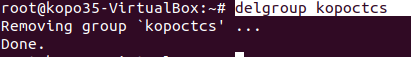 root@kopo35-VirtualBox:~# delgroup kopoctcs
Removing group `kopoctcs' ...
Done.